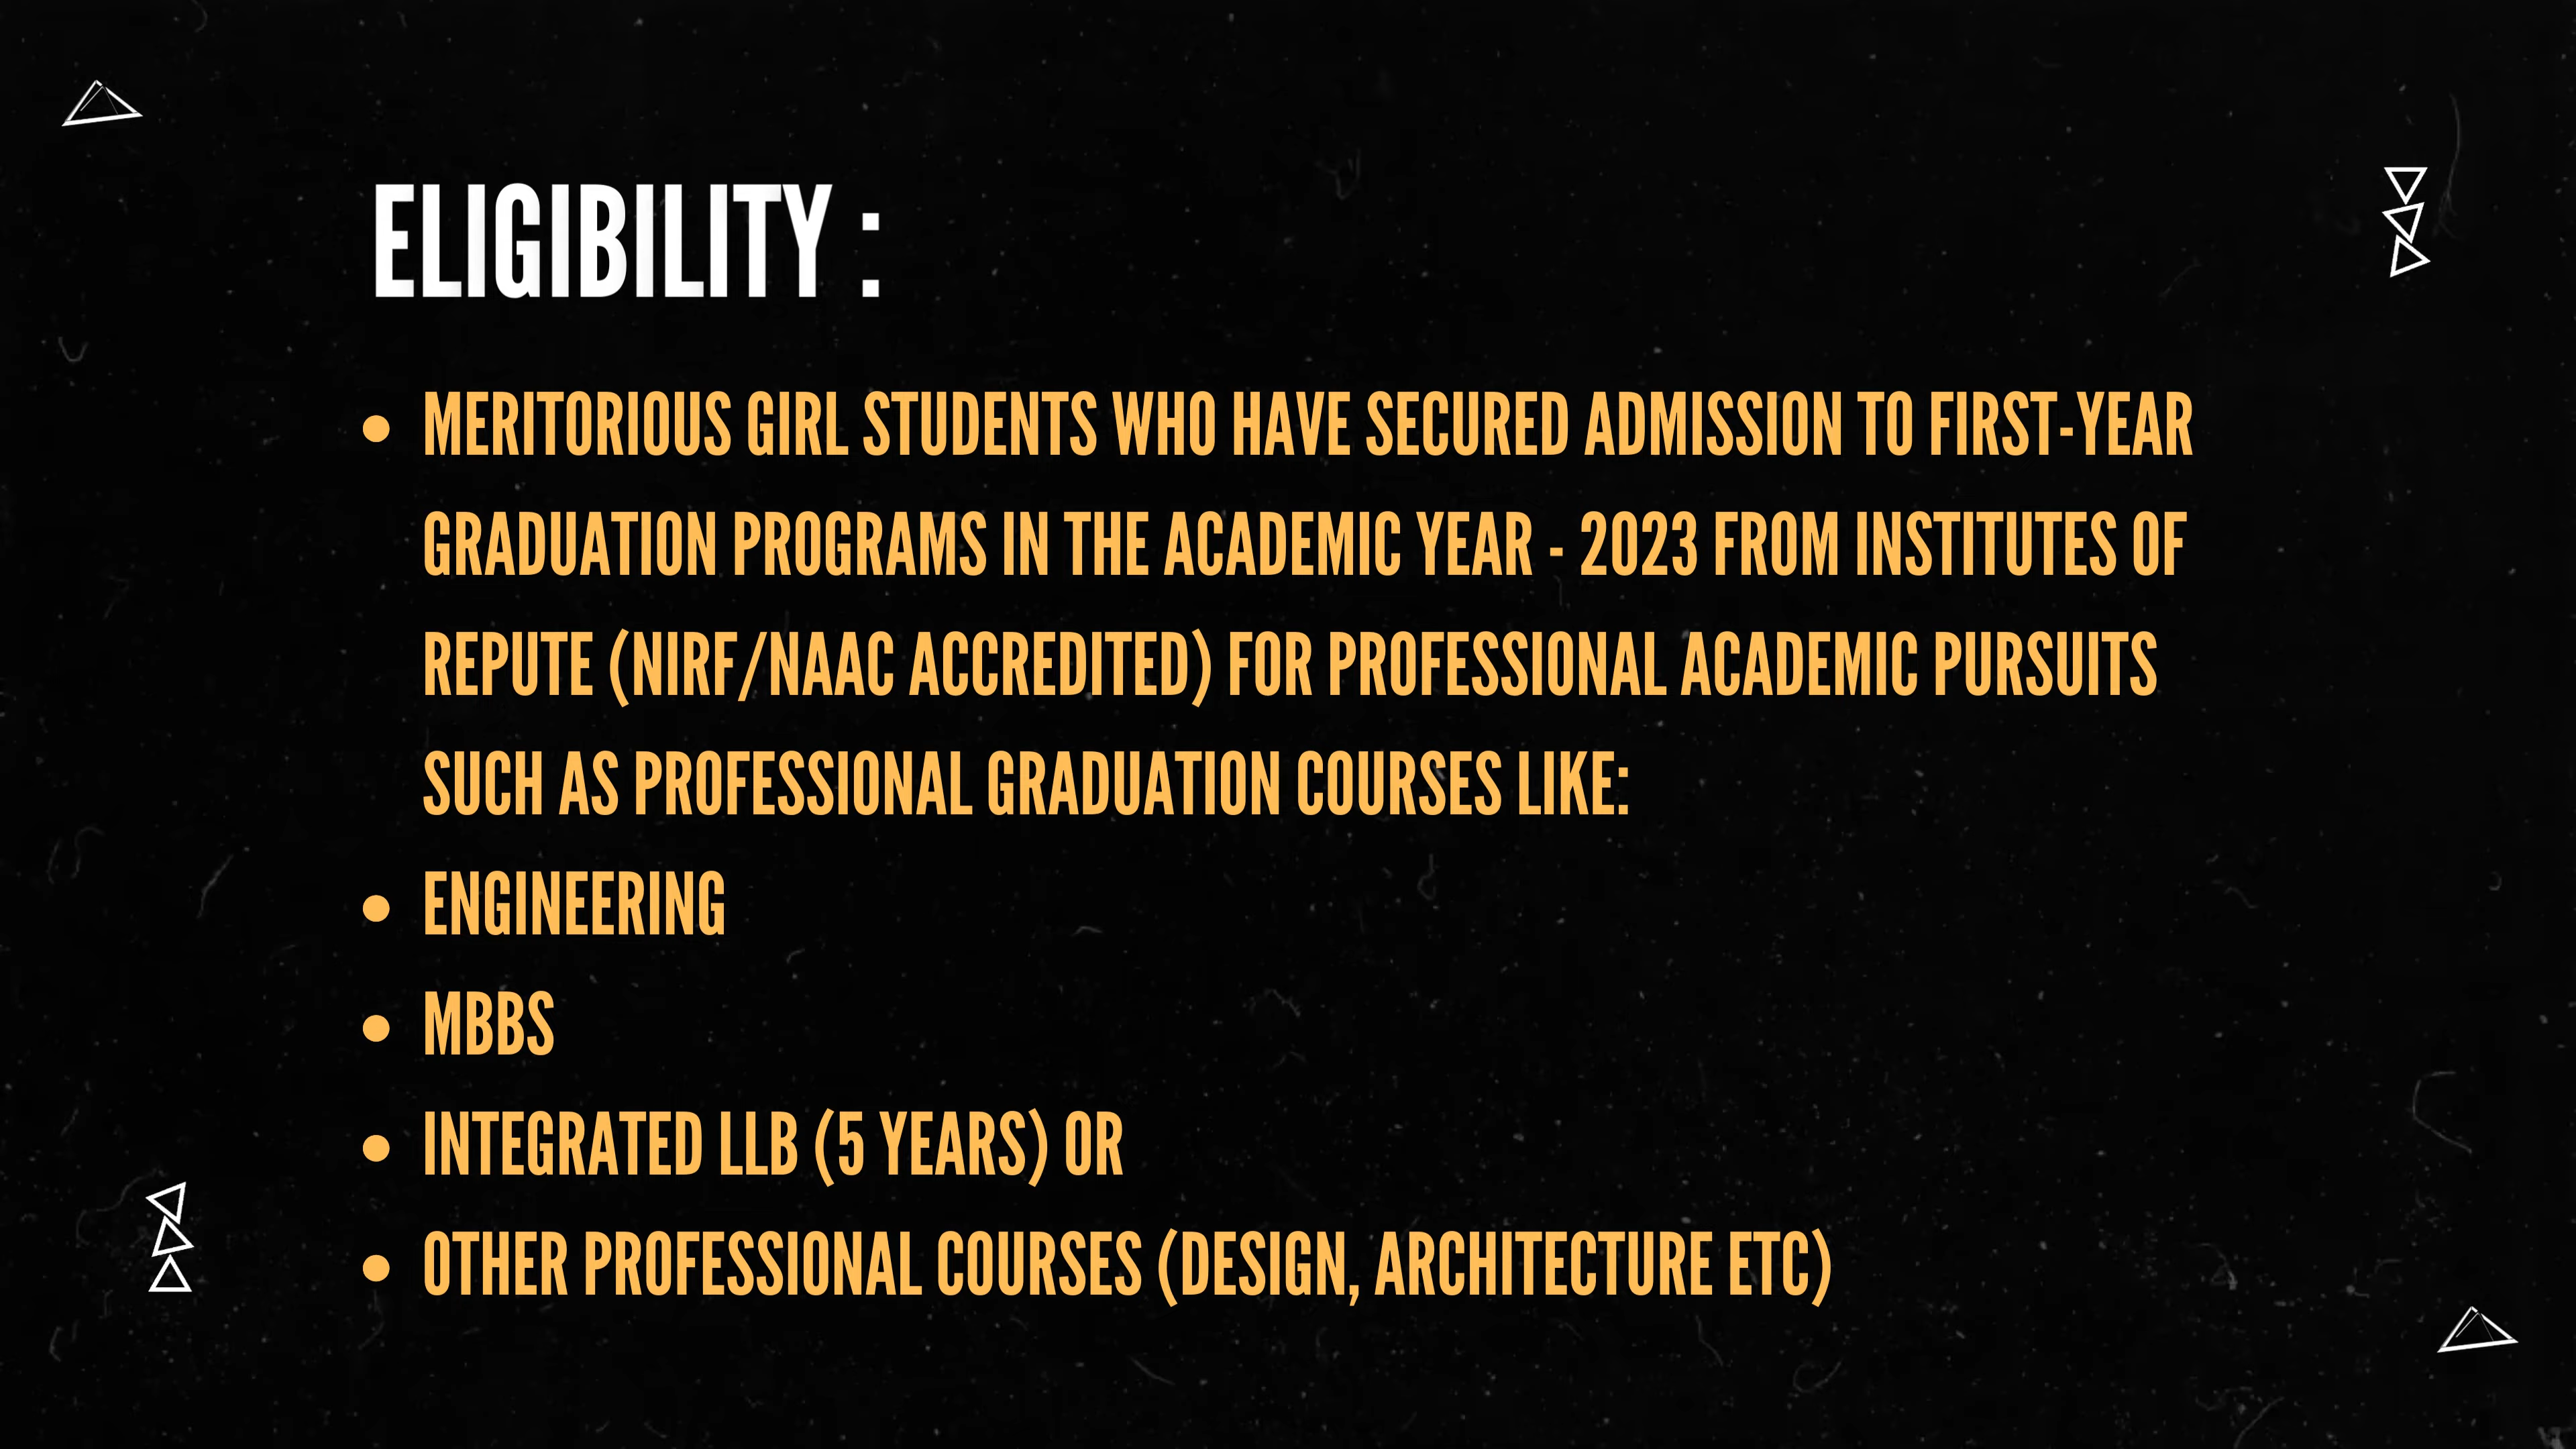 ELIGIBILITY :
• MERITORIOUS GIRL STUDENTS WHO HAVE SECURED ADMISSION TO FIRST-YEAR
GRADUATION PROGRAMS IN THE ACADEMIC YEAR - 2023 FROM INSTITUTES OF
REPUTE (NIRF/NAAC ACCREDITED) FOR PROFESSIONAL ACADEMIC PURSUITS
SUCH AS PROFESSIONAL GRADUATION COURSES LIKE:
• ENGINEERING
• MBBS
• INTEGRATED LLB (5 YEARS) OR
• OTHER PROFESSIONAL COURSES (DESIGN, ARCHITECTURE ETC)